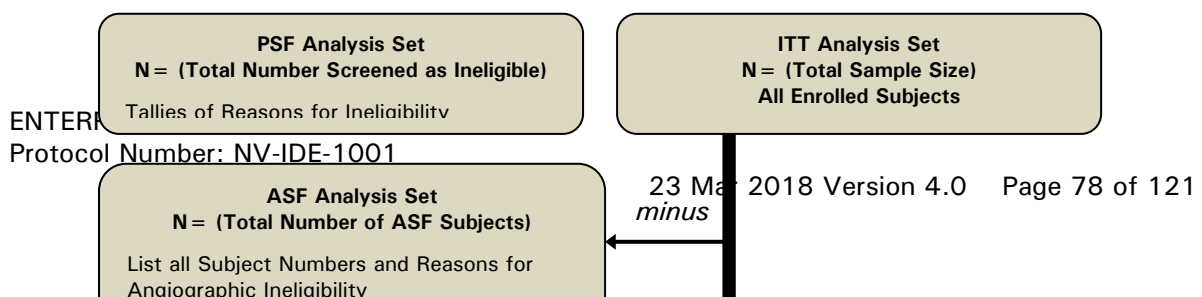 PSF Analysis Set
N= (Total Number Screened as Ineligible)
Tallies of Reasons for Ineligibility
ITT Analysis Set
N= (Total Sample Size)
All Enrolled Subjects
Protocol Number: NV-IDE-1001
23 Mar 2018 Version 4.0 Page 78 of 121
ASF Analysis Set
N= (Total Number of ASF Subjects)
List all Subject Numbers and Reasons for
Angiographic Ineligibility
minus